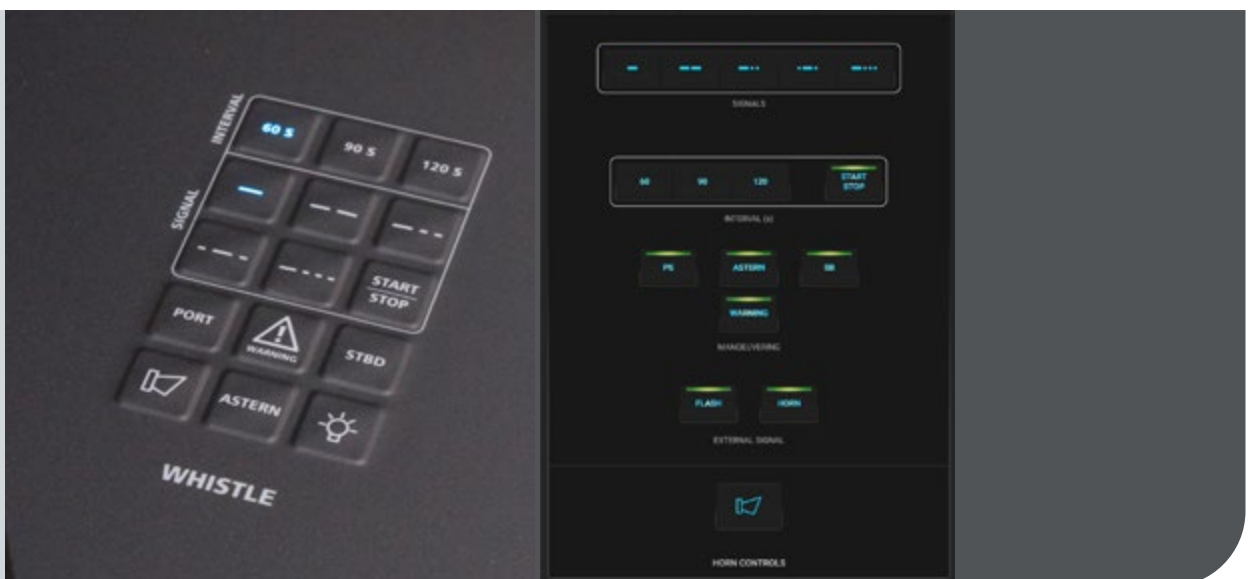 INTERVAL
60 S
90 S
120 S
SIGNAL
START
STOP
PORT
WARNING
STBD
ASTERN
WHISTLE
SIGNALS
60
90
120
START
STOP
INTERVAL (s)
PS
ASTERN
SB
WARNING
MANOEUVERING
FLASH
HORN
EXTERNAL SIGNAL
HORN CONTROLS